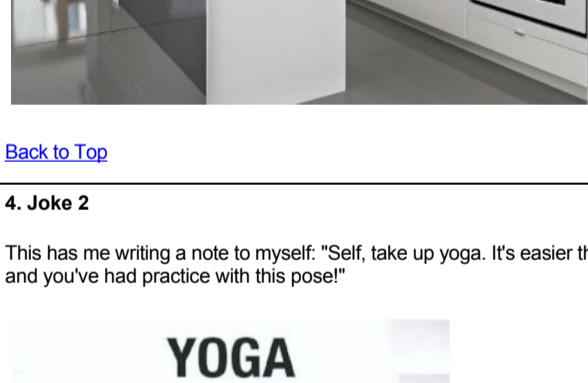 Back to Top
4. Joke 2
This has me writing a note to myself: "Self, take up yoga. It's easier th
and you've had practice with this pose!"
YOGA